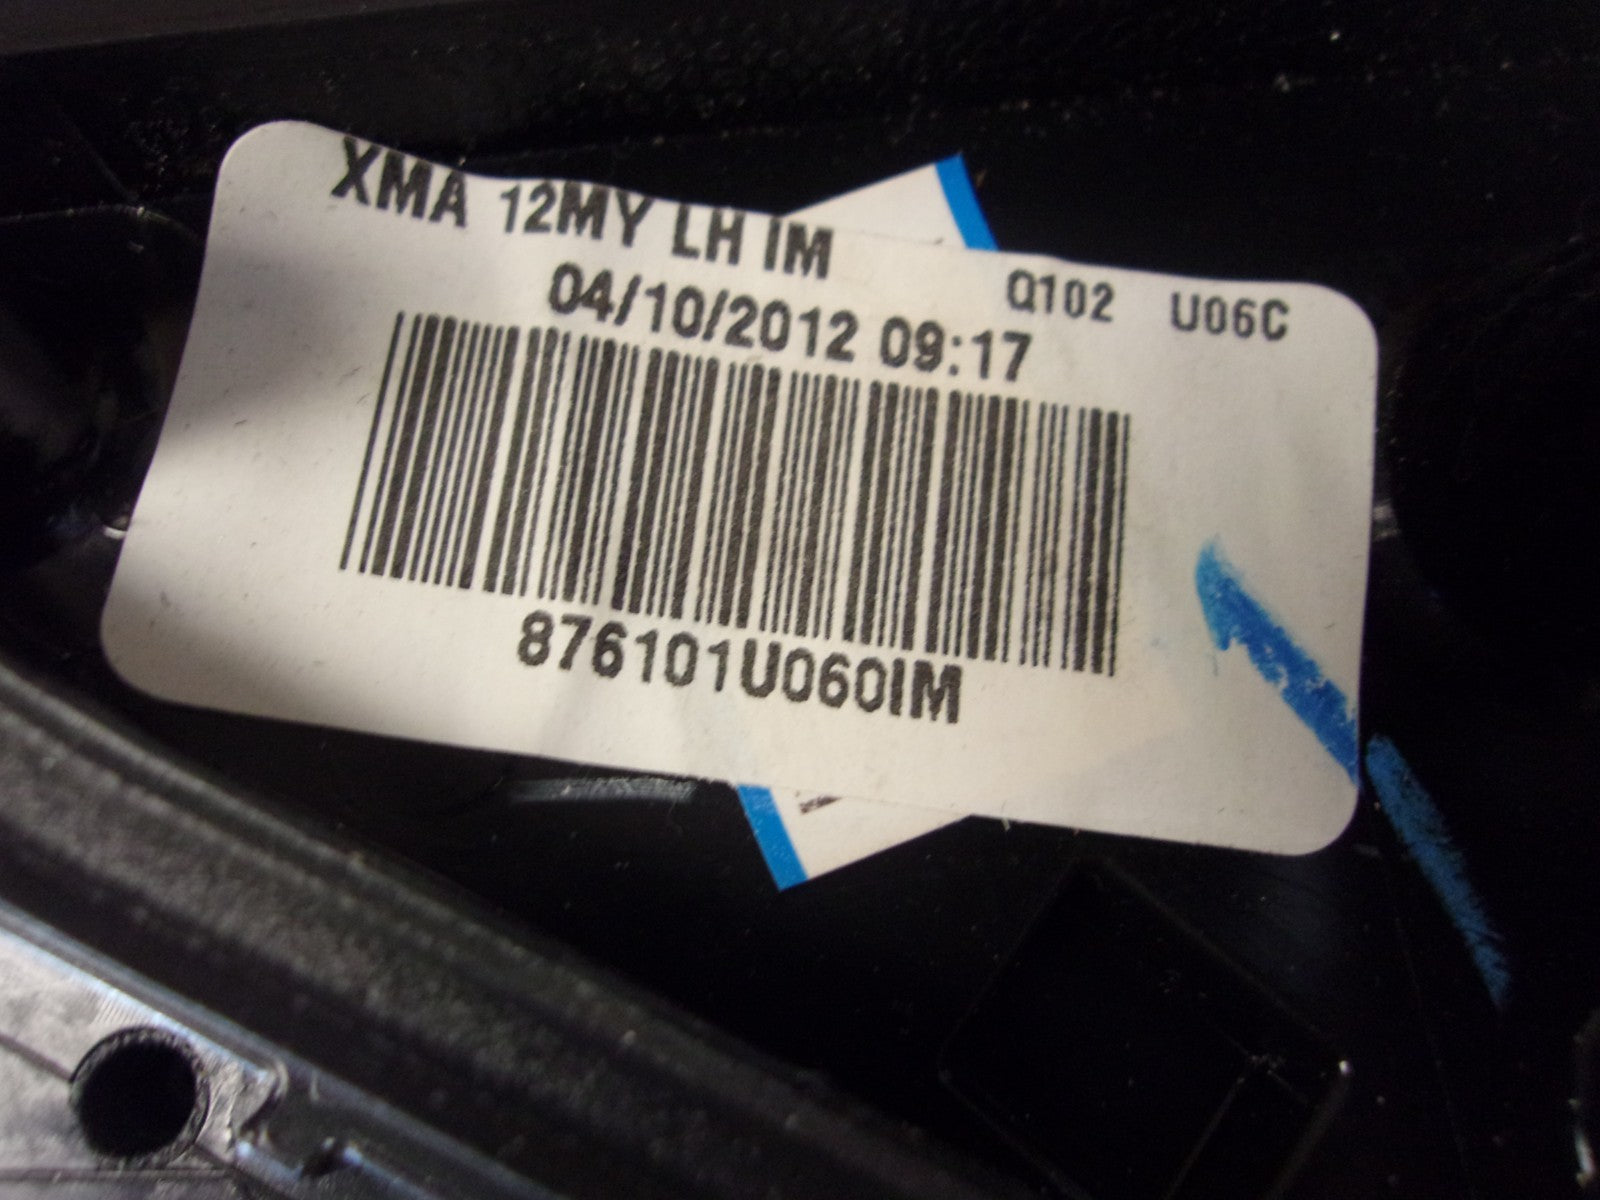 XMA 12MY LH IM
Q102 U06C
04/10/2012 09:17
876101U060IM